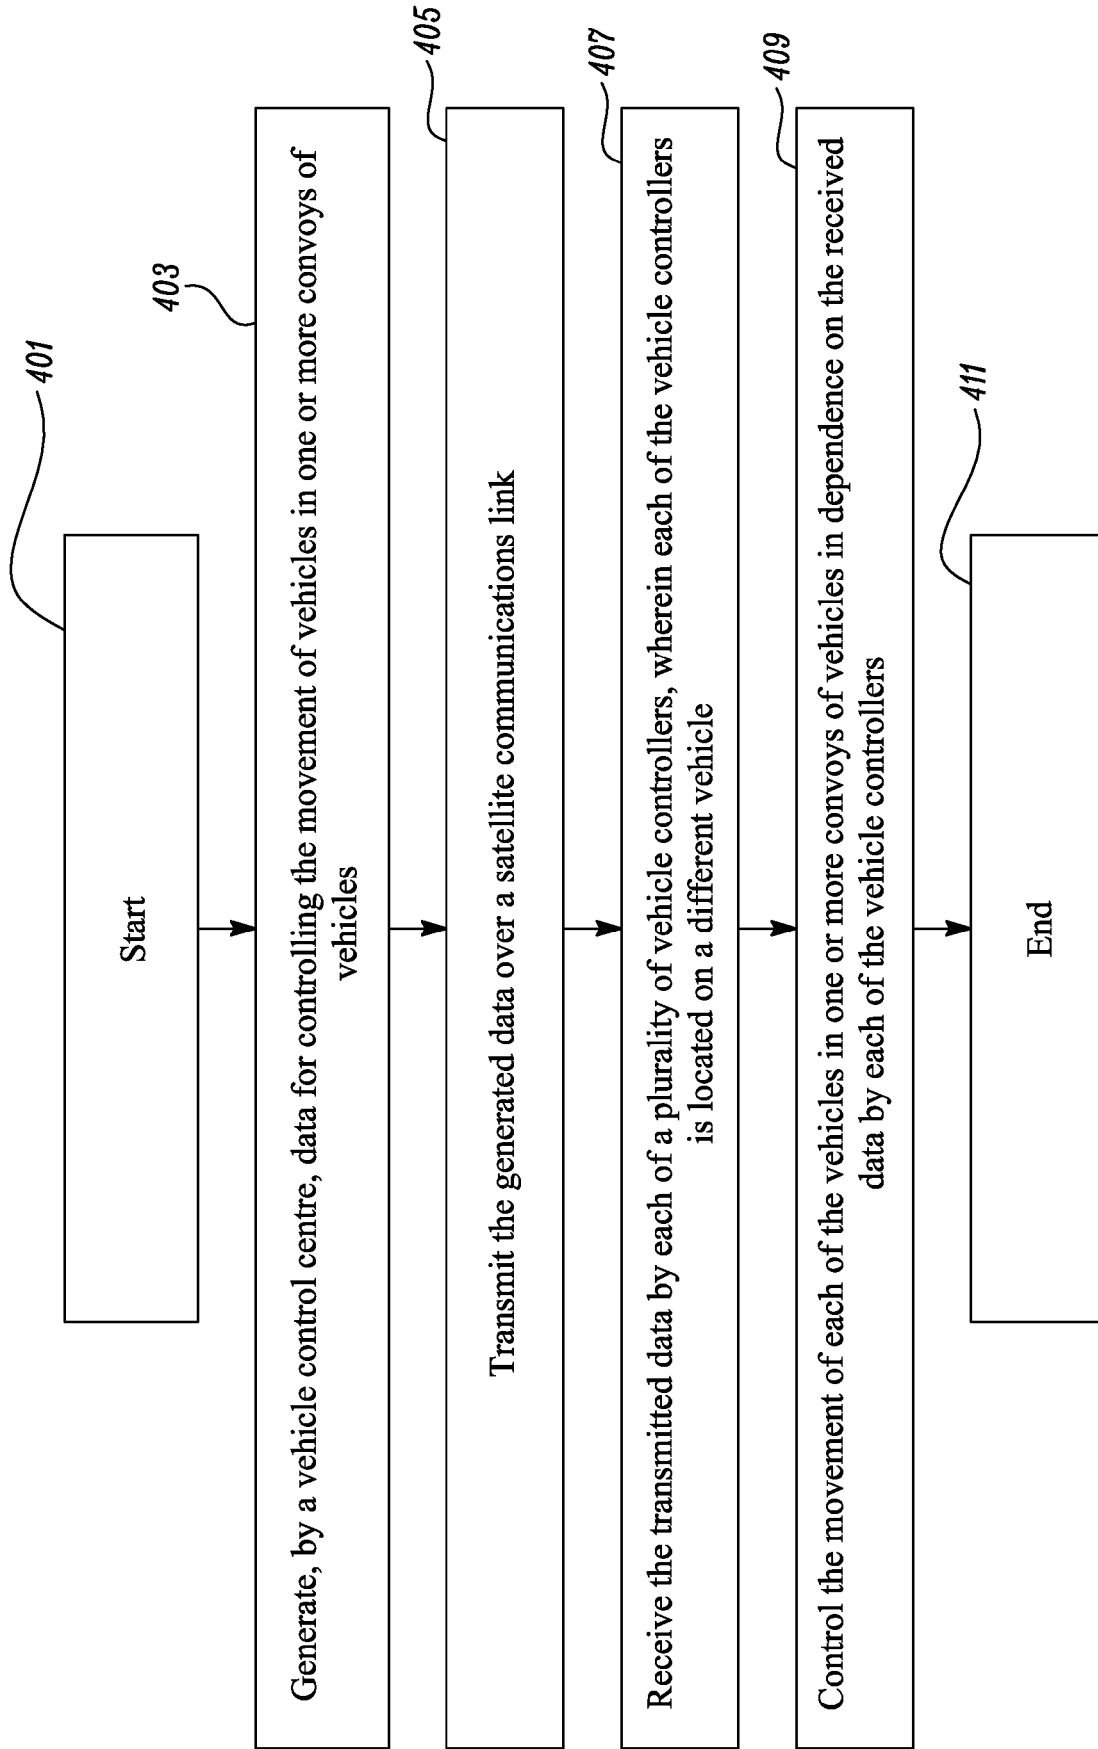 401
Start
403
Generate, by a vehicle control centre, data for controlling the movement of vehicles in one or more convoys of
vehicles
405
Transmit the generated data over a satellite communications link
407
Receive the transmitted data by each of a plurality of vehicle controllers, wherein each of the vehicle controllers
is located on a different vehicle
409
Control the movement of each of the vehicles in one or more convoys of vehicles in dependence on the received
data by each of the vehicle controllers
411
End